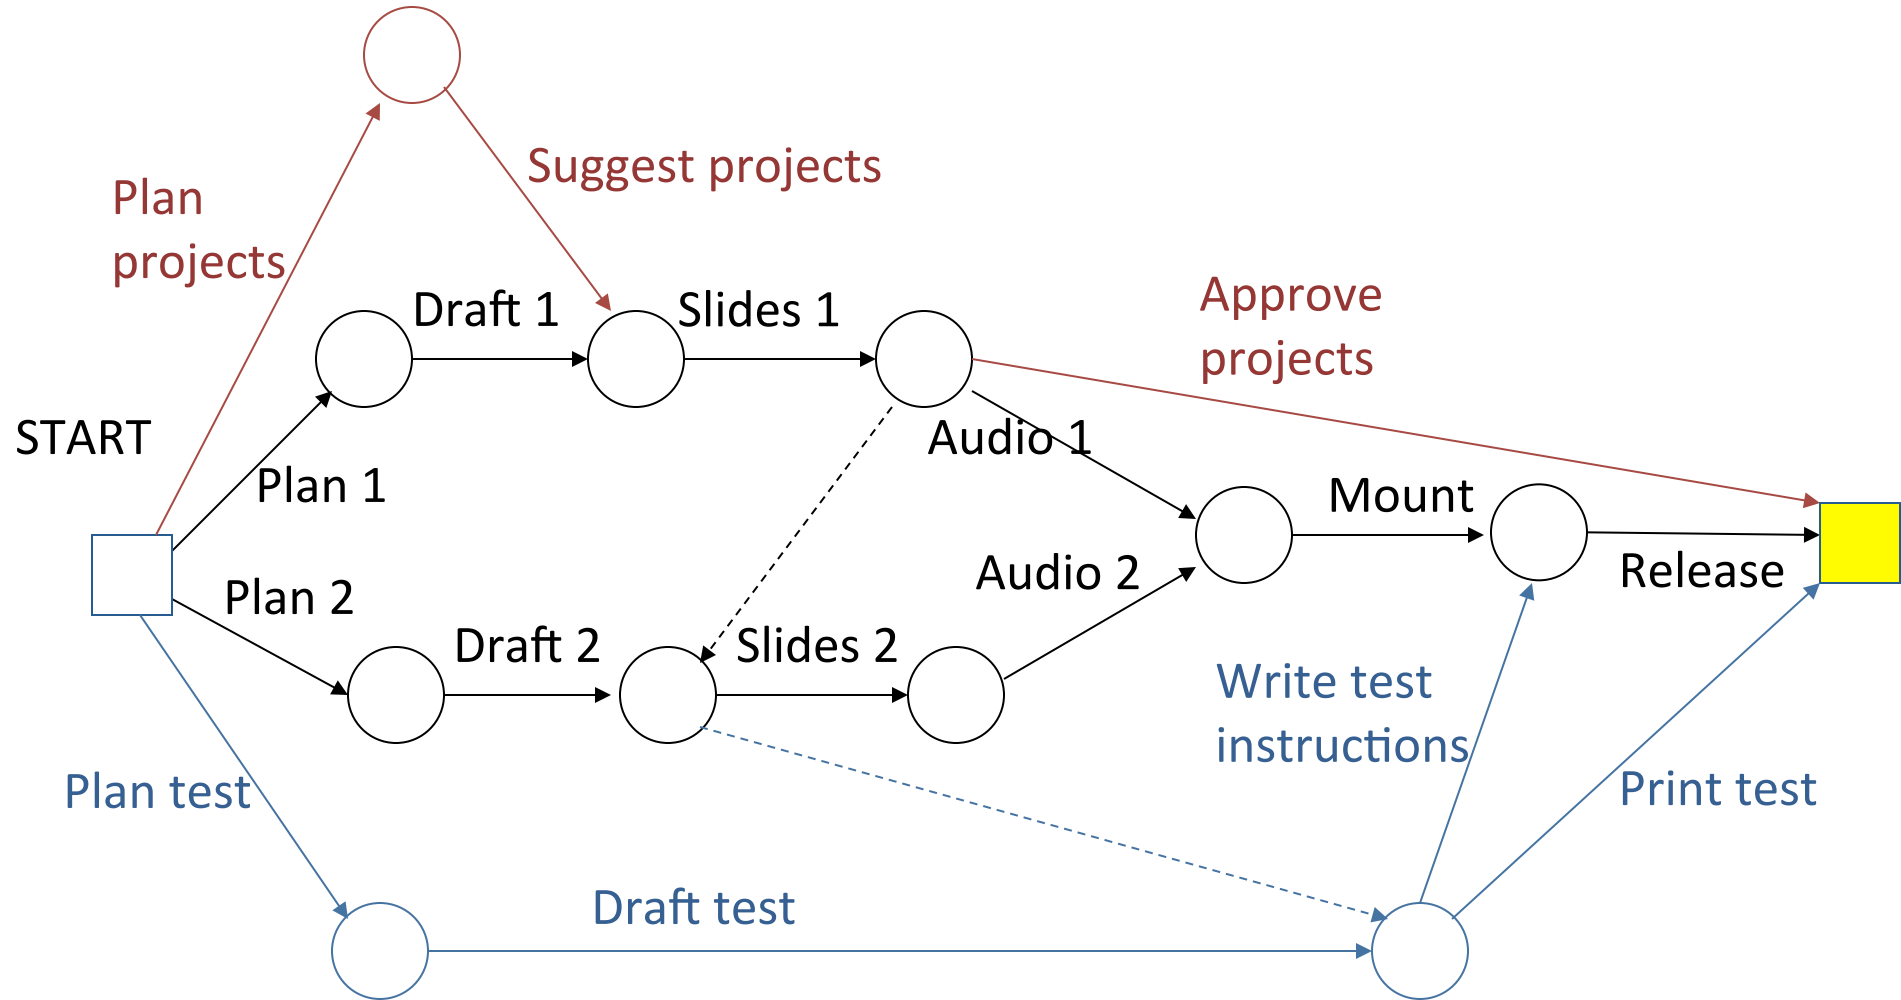 Suggest projects
Plan
projects
Draft 1
Slides 1
Approve
projects
START
Audio 1
Plan 1
Mount
Audio 2
Release
Plan 2
Draft 2
Slides 2
Write test
instructions
Plan test
Print test
Draft test